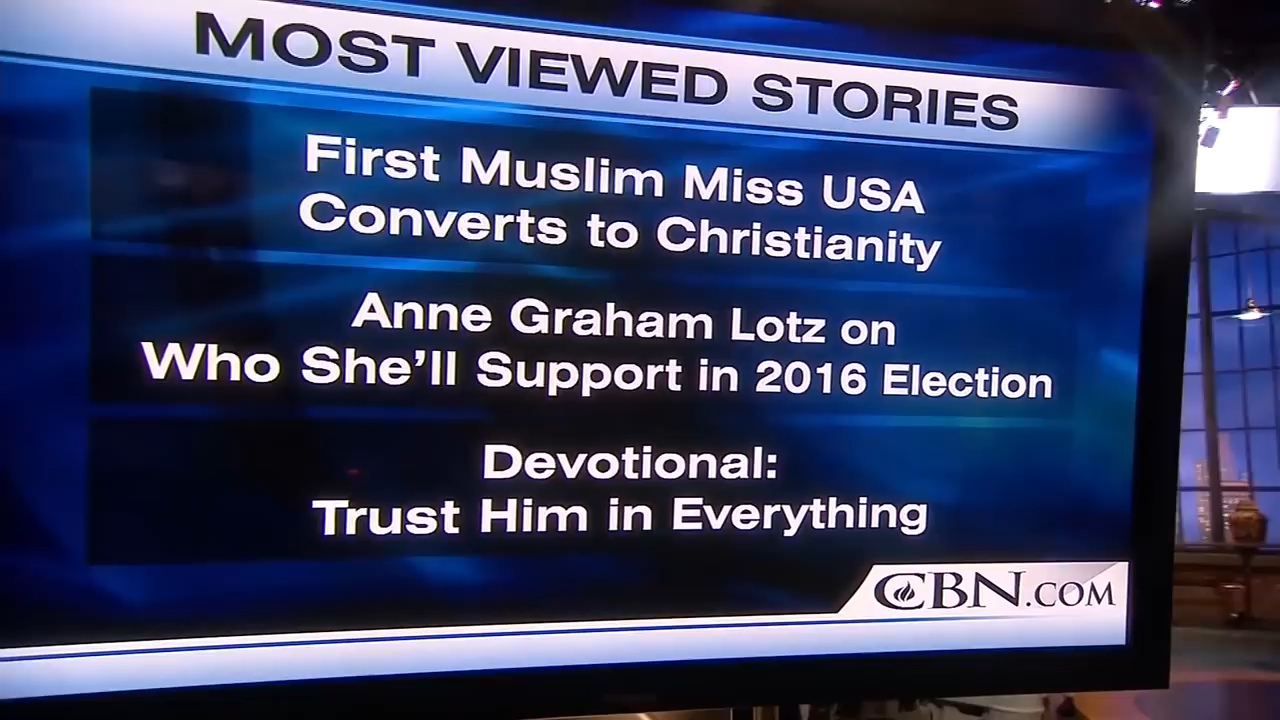 MOST VIEWED STORIES
First Muslim Miss USA
Converts to Christianity
Anne Graham Lotz on
Who She'll Support in 2016 Election
Devotional:
Trust Him in Everything
CBN.COM